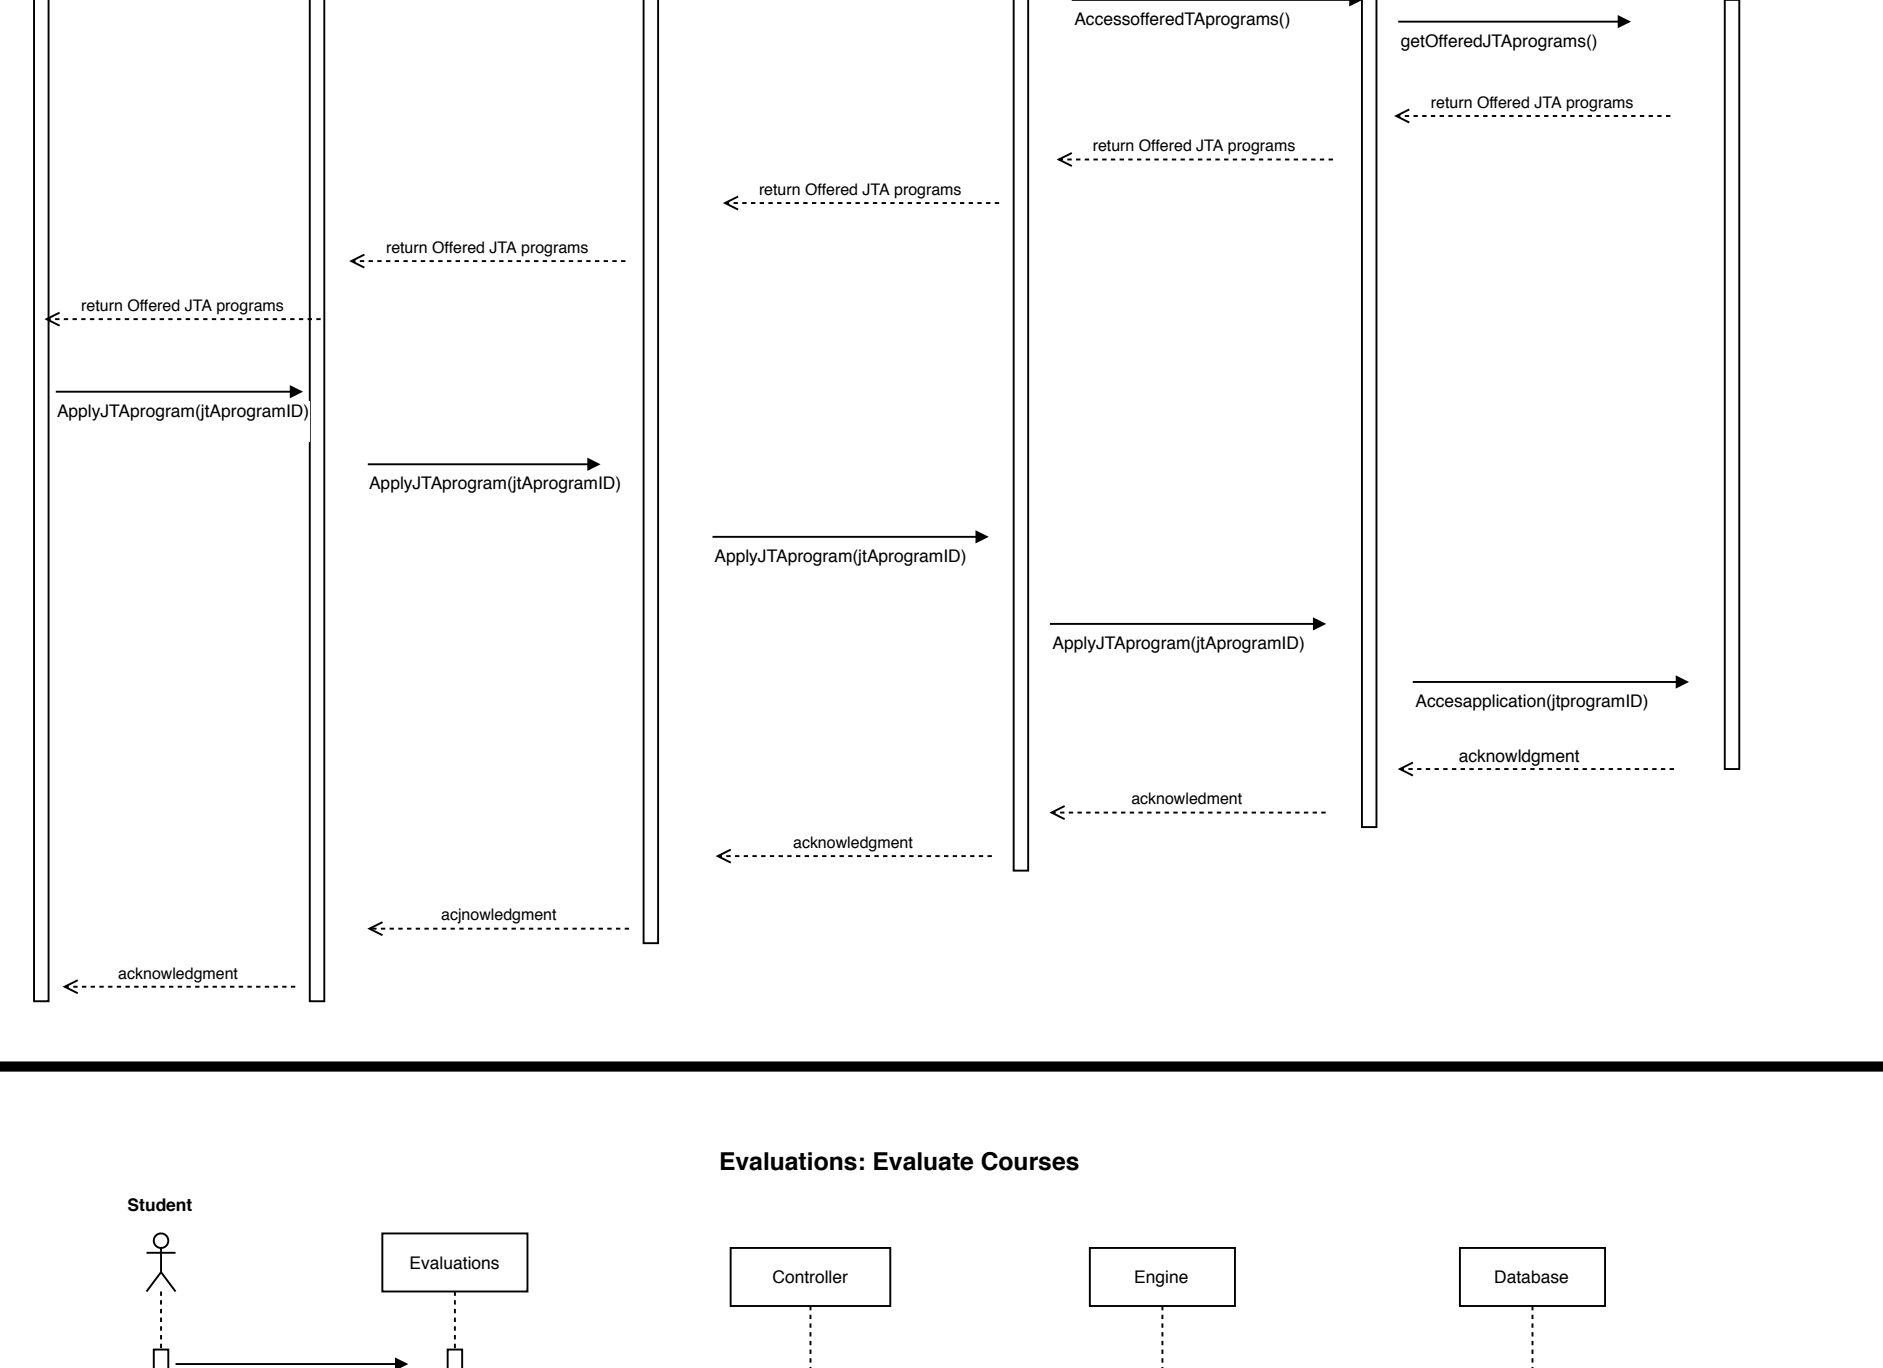 AccessofferedTAprograms()
getOfferedJTAprograms()
return Offered JTA programs
return Offered JTA programs
return Offered JTA programs
return Offered JTA programs
return Offered JTA programs
ApplyJTAprogram(jtAprogramID)
ApplyJTAprogram(jtAprogramID)
ApplyJTAprogram(jtAprogramID)
ApplyJTAprogram(jtAprogramID)
Accesapplication(jtprogramID)
acknowldgment
acknowledment
acknowledgment
acjnowledgment
acknowledgment
Evaluations: Evaluate Courses
Student
Evaluations
Controller
Engine
Database